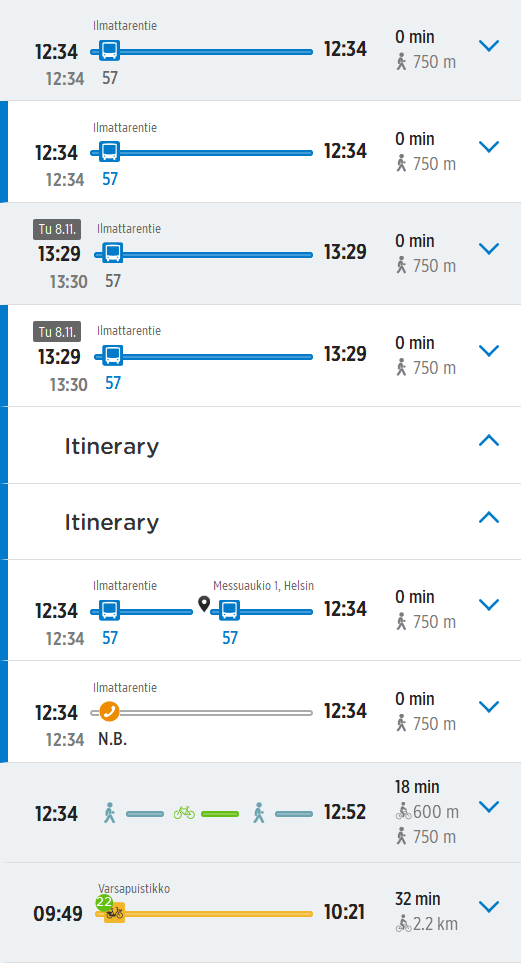 Ilmattarentie
12:34 12:34 0 min
12:34 57 750 m
Ilmattarentie
12:34 12:34 0 min
12:34 57 750 m
Tu 8.11. Ilmattarentie
13:29 13:29 0 min
13:30 57 750 m
Tu 8.11. Ilmattarentie
13:29 13:29 0 min
13:30 57 750 m
Itinerary
Itinerary
Ilmattarentie Messuaukio 1, Helsin
12:34 12:34 0 min
12:34 57 57 750 m
Ilmattarentie
12:34 12:34 0 min
12:34 N.B. 750 m
18 min
12:34 12:52 600 m
750 m
Varsapuistikko
22
09:49 10:21 32 min
2.2 km